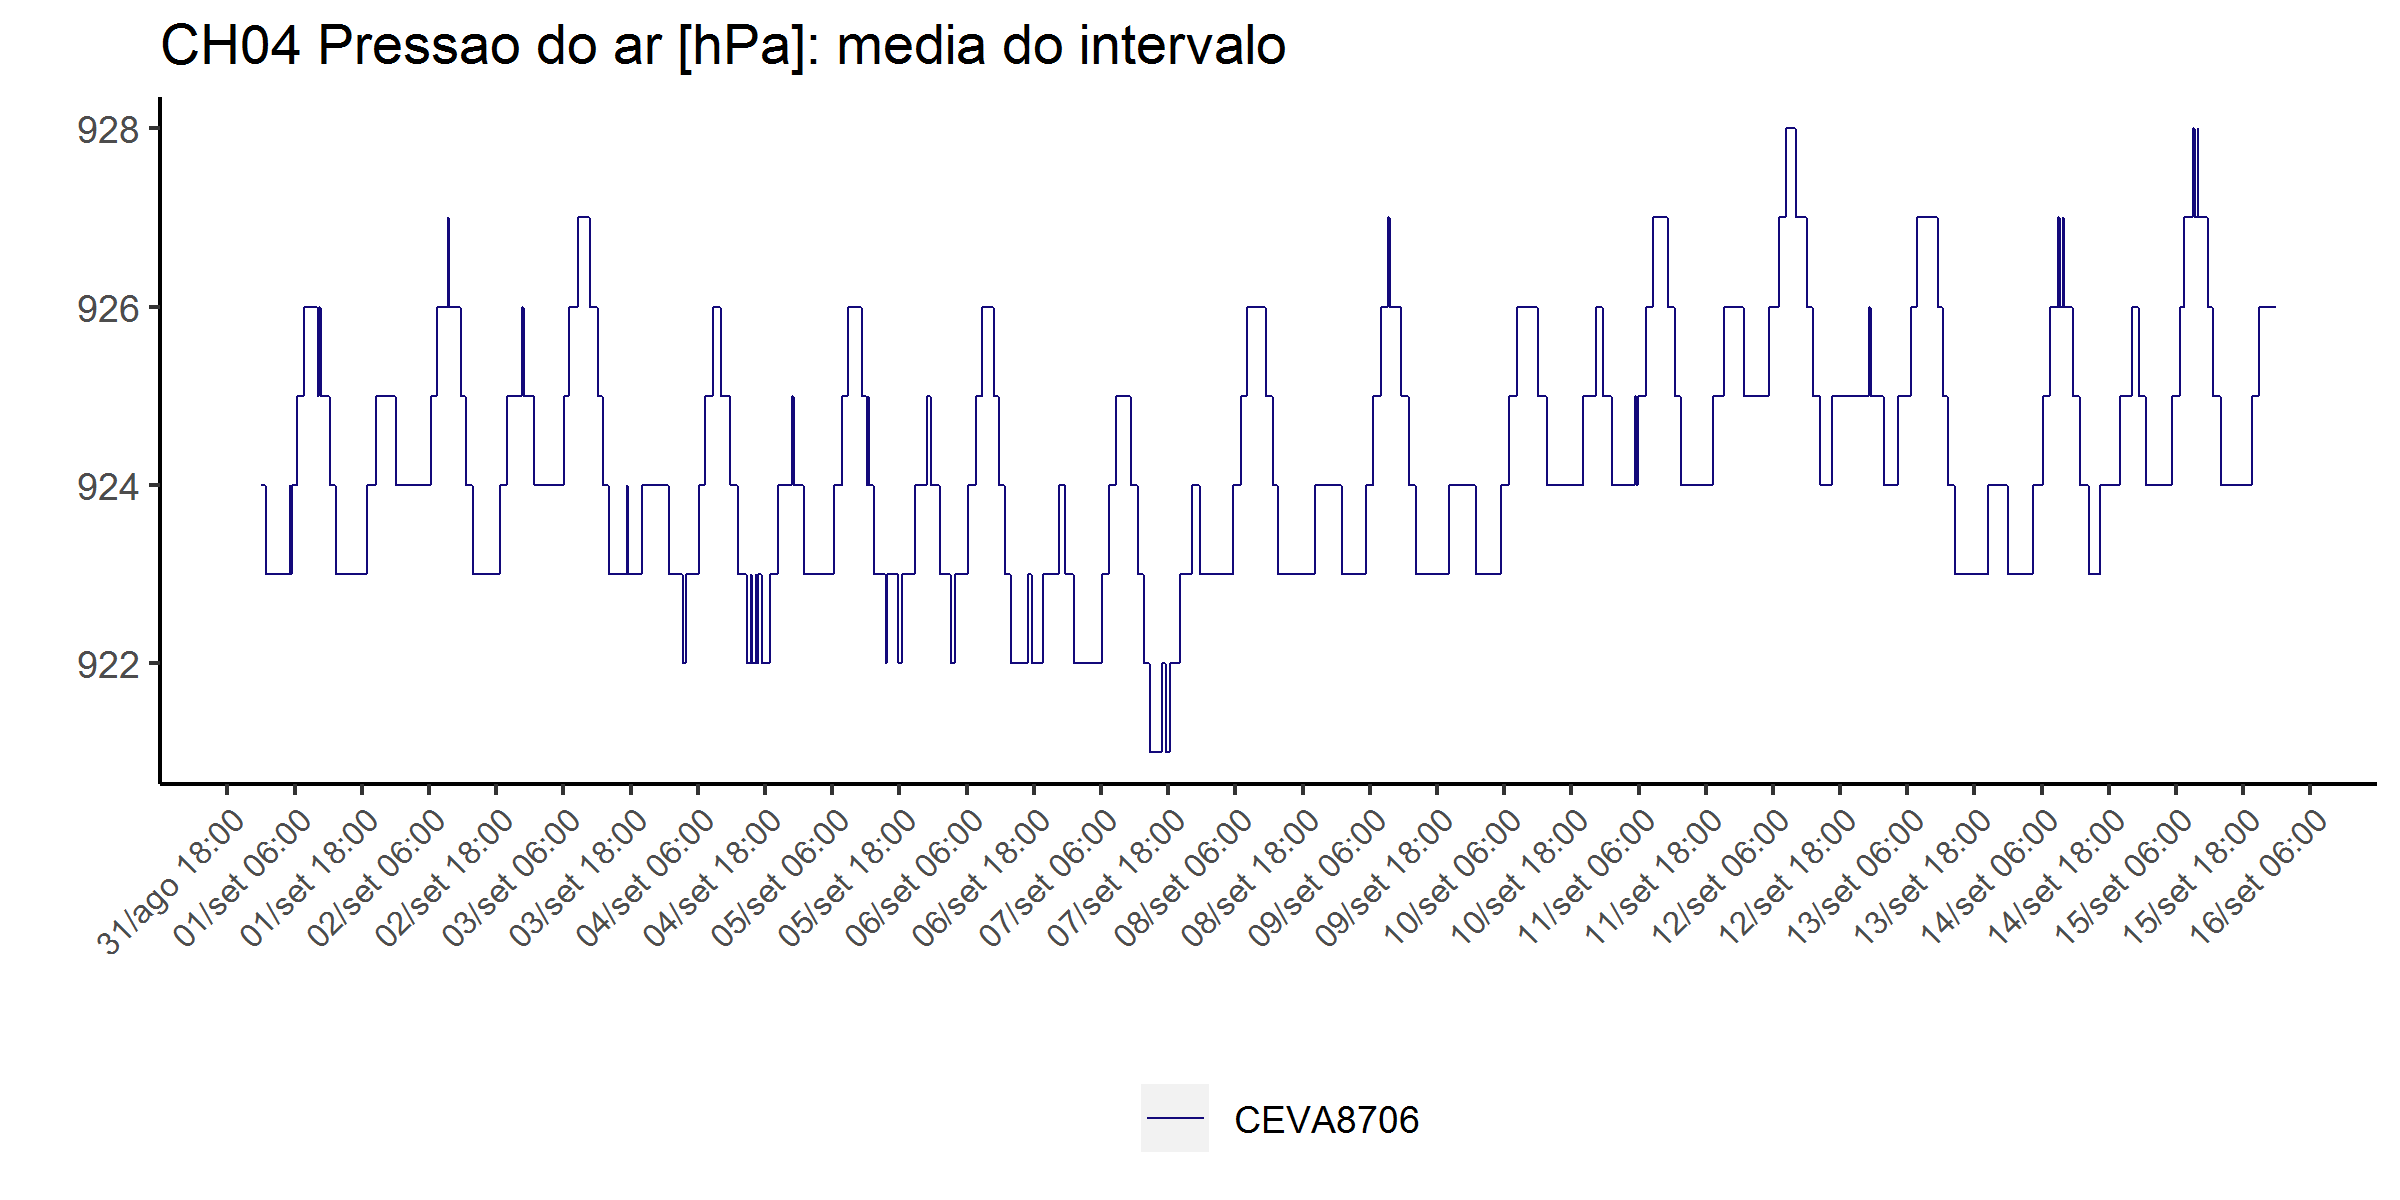 CH04 Pressao do ar [hPa]: media do intervalo
928
926
924
922
31/ago 18:00
01/set 06:00
01/set 18:00
02/set 06:00
02/set 18:00
03/set 06:00
03/set 18:00
04/set 06:00
04/set 18:00
05/set 06:00
05/set 18:00
06/set 06:00
06/set 18:00
07/set 06:00
07/set 18:00
08/set 06:00
08/set 18:00
09/set 06:00
09/set 18:00
10/set 06:00
10/set 18:00
11/set 06:00
11/set 18:00
12/set 06:00
12/set 18:00
13/set 06:00
13/set 18:00
14/set 06:00
14/set 18:00
15/set 06:00
15/set 18:00
16/set 06:00
CEVA8706